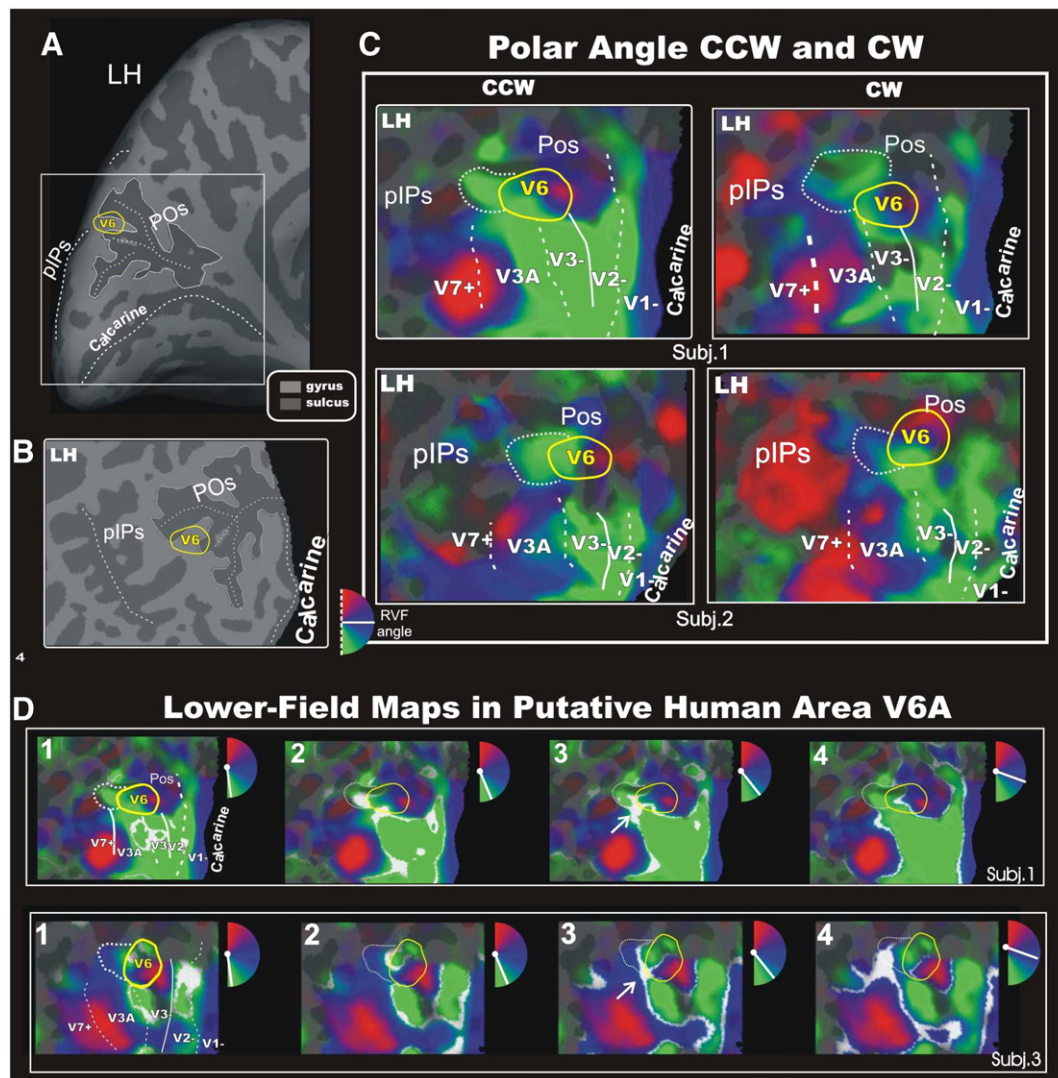 A
LH
pIPs
V6
POs
Calcarine
gyrus
sulcus
B
LH
POs
pIPs
V6
Calcarine
RVF
angle
4
C
Polar Angle CCW and CW
CCW
CW
LH
Pos
pIPs
V6
V3A
V3-
V2-
V7+
V1-
Calcarine
LH
Pos
pIPs
V6
V3-
V3A
V2-
V7+
V1-
Calcarine
Subj.1
LH
Pos
pIPs
V6
V7+
V3A
V3-
V2-
V1-
Calcarine
LH
Pos
pIPs
V6
V7+
V3A
V3-
V2-
V1-
Calcarine
Subj.2
D
Lower-Field Maps in Putative Human Area V6A
1
Pos
V6
V7+
V3A
V3-
V2-
V1-
Calcarine
2
3
4
Subj.1
1
V6
V7+
V3A
V3-
V2-
V1-
2
3
4
Subj.3